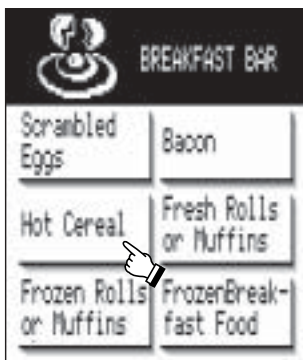 BREAKFAST BAR
Scrambled
Eggs
Bacon
Hot Cereal
Fresh Rolls
or Muffins
Frozen Rolls
or Muffins
FrozenBreak-
fast Food